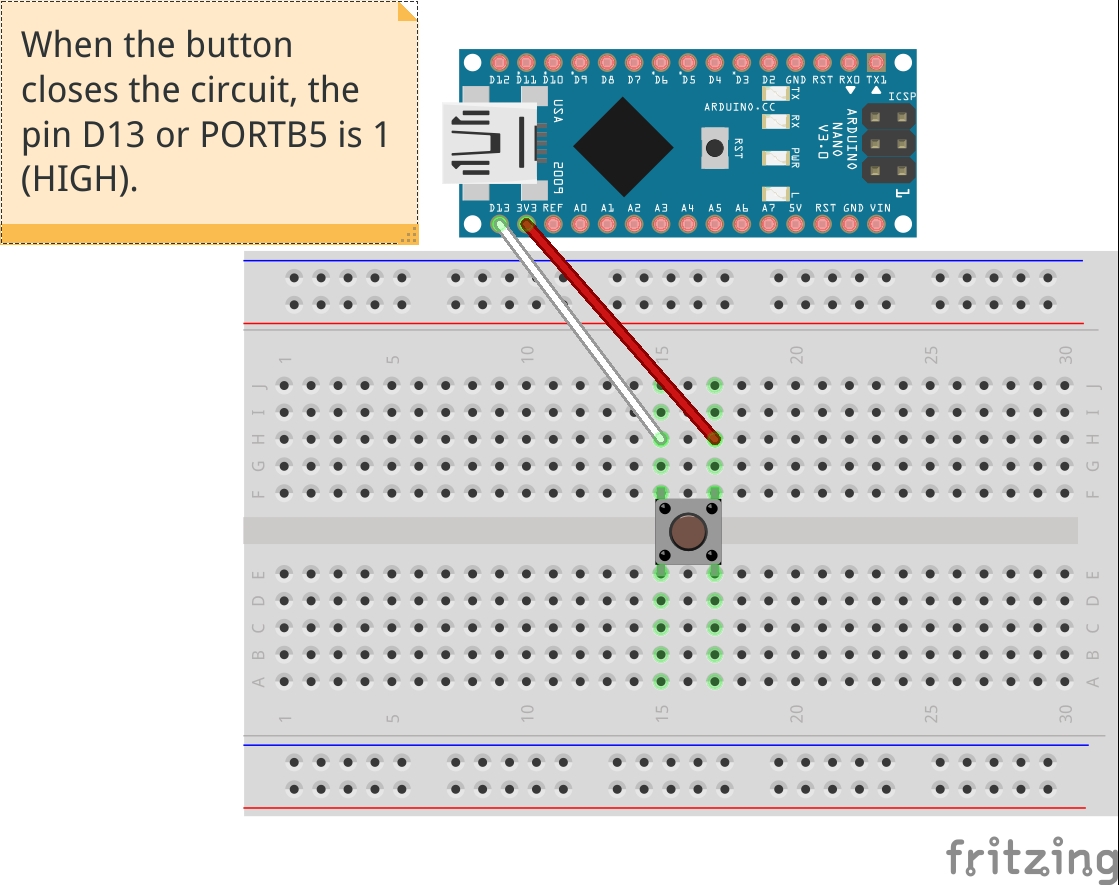 When the button
closes the circuit, the
pin D13 or PORTB5 is 1
(HIGH).
D12 D11 D10 D9 D8 D7 D6 D5 D4 D3 D2 GND RST RX0 TX1
ICSP
TX
ARDUINO.CC
RX
PWR
L
RST
USA
2009
ARDUINO
NANO
V3.0
1
D13 3V3 REF A0 A1 A2 A3 A4 A5 A6 A7 5V RST GND VIN
1 5 10 15 20 25 30
J J
I I
H H
G G
F F
E E
D D
C C
B B
A A
1 5 10 15 20 25 30
fritzing